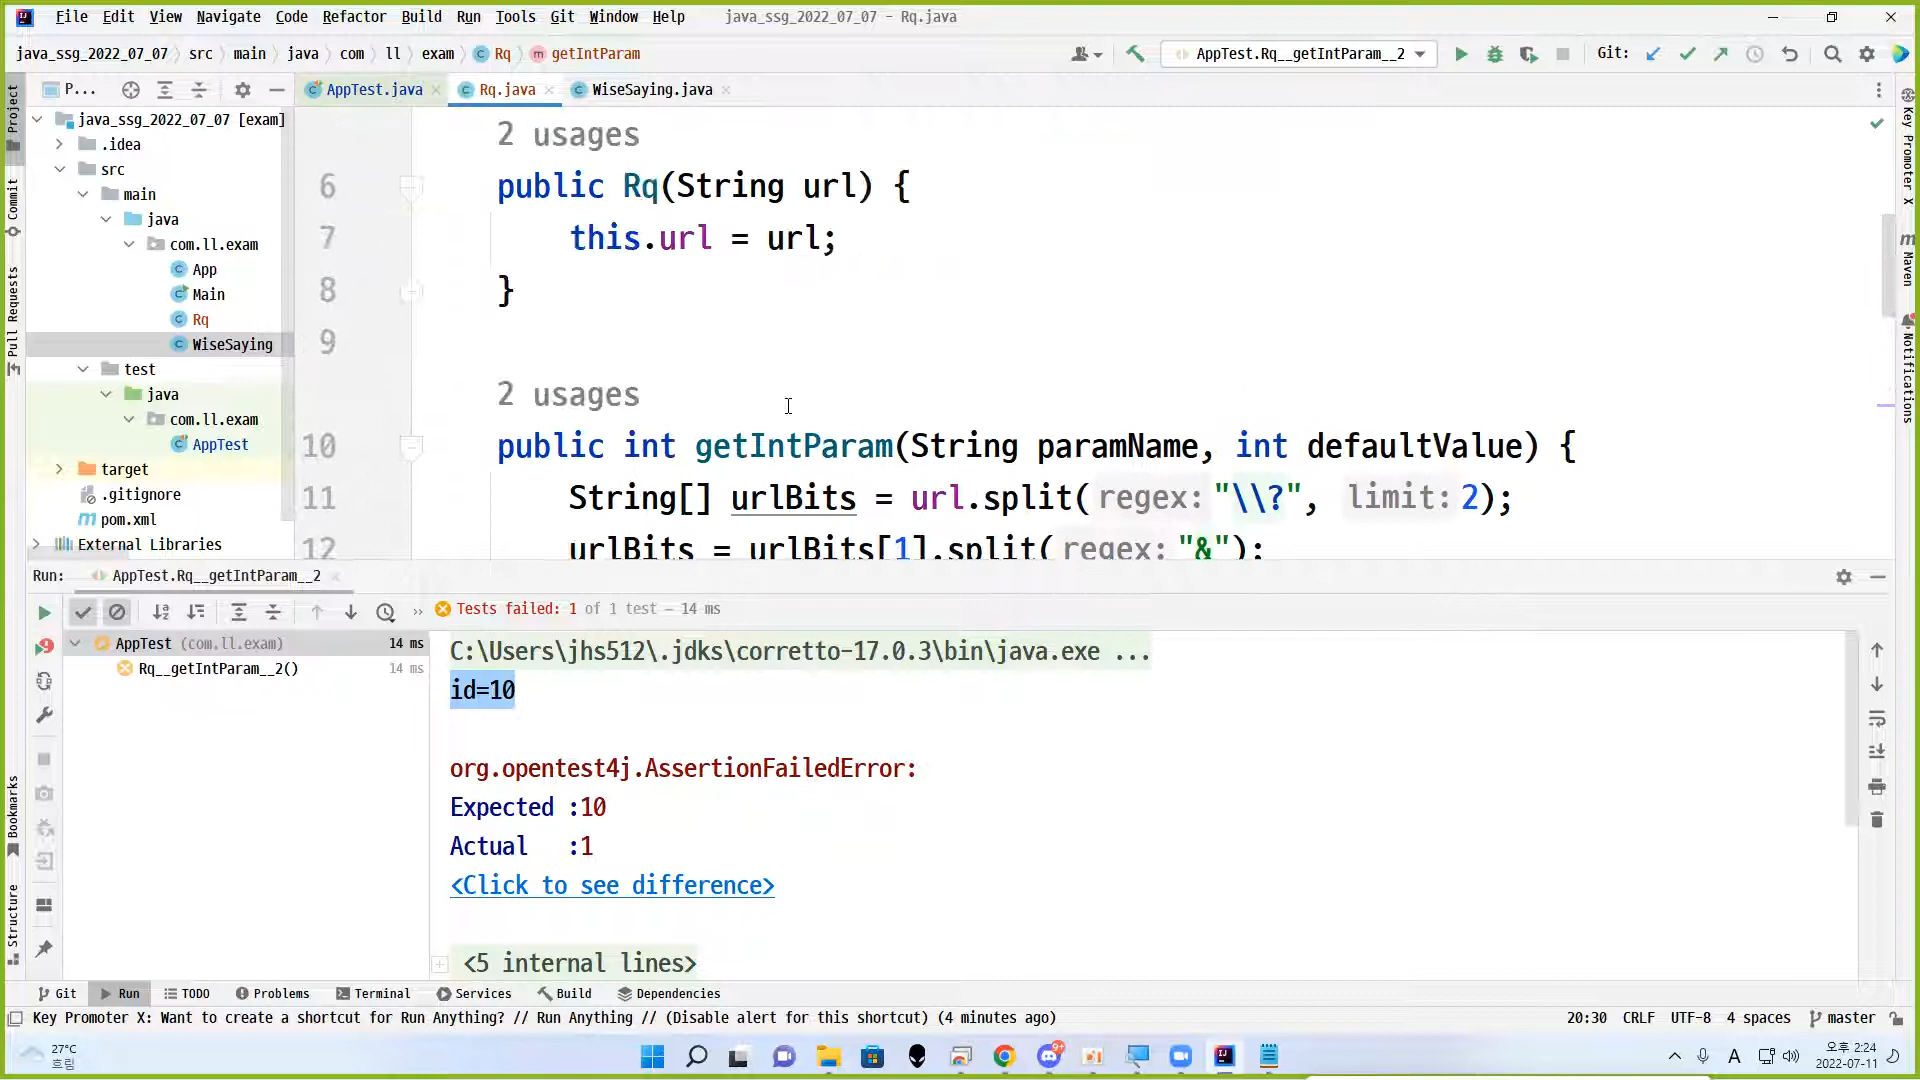 File Edit View Navigate Code Refactor Build Run Tools Git Window Help java_ssg_2022_07_07 - Rq.java
java_ssg_2022_07_07 src main java com ll exam Rq getIntParam AppTest.Rq__getIntParam__2 Git:
Project P... AppTest.java Rq.java WiseSaying.java
java_ssg_2022_07_07 [exam]
.idea
src
main
java
com.ll.exam
App
Main
Rq
WiseSaying
test
java
com.ll.exam
AppTest
target
.gitignore
pom.xml
External Libraries
Commit
Pull Requests
2 usages
6 public Rq(String url) {
7 this.url = url;
8 }
9
2 usages
10 public int getIntParam(String paramName, int defaultValue) {
11 String[] urlBits = url.split( regex: "\\?", limit: 2);
12 urlBits = urlBits[1].split( regex: "&");
Key Promoter X
Maven
Notifications
Run: AppTest.Rq__getIntParam__2
Tests failed: 1 of 1 test – 14 ms
AppTest (com.ll.exam) 14 ms
Rq__getIntParam__2() 14 ms
C:\Users\jhs512\.jdks\corretto-17.0.3\bin\java.exe ...
id=10
org.opentest4j.AssertionFailedError:
Expected :10
Actual :1
<Click to see difference>
<5 internal lines>
Bookmarks
Structure
Git Run TODO Problems Terminal Services Build Dependencies
Key Promoter X: Want to create a shortcut for Run Anything? // Run Anything // (Disable alert for this shortcut) (4 minutes ago) 20:30 CRLF UTF-8 4 spaces master
27°C
흐림
9+
A
오후 2:24
2022-07-11